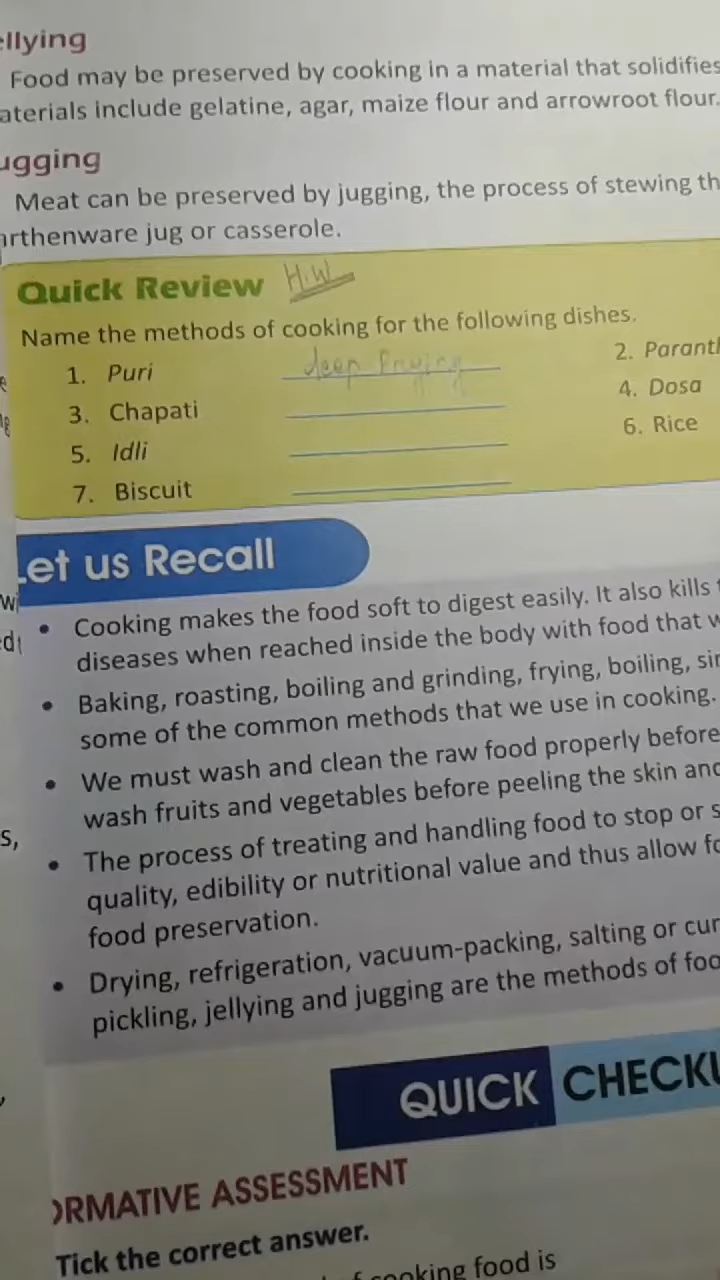 ellying
Food may be preserved by cooking in a material that solidifies
aterials include gelatine, agar, maize flour and arrowroot flour.
ugging
Meat can be preserved by jugging, the process of stewing th
arthenware jug or casserole.
Quick Review H.W
Name the methods of cooking for the following dishes.
1. Puri deep frying 2. Parant
3. Chapati 4. Dosa
5. Idli 6. Rice
7. Biscuit
Let us Recall
• Cooking makes the food soft to digest easily. It also kills
diseases when reached inside the body with food that w
• Baking, roasting, boiling and grinding, frying, boiling, sim
some of the common methods that we use in cooking.
• We must wash and clean the raw food properly before
wash fruits and vegetables before peeling the skin and
• The process of treating and handling food to stop or s
quality, edibility or nutritional value and thus allow fo
food preservation.
• Drying, refrigeration, vacuum-packing, salting or cur
pickling, jellying and jugging are the methods of foo
QUICK CHECKL
ORMATIVE ASSESSMENT
Tick the correct answer.
cooking food is